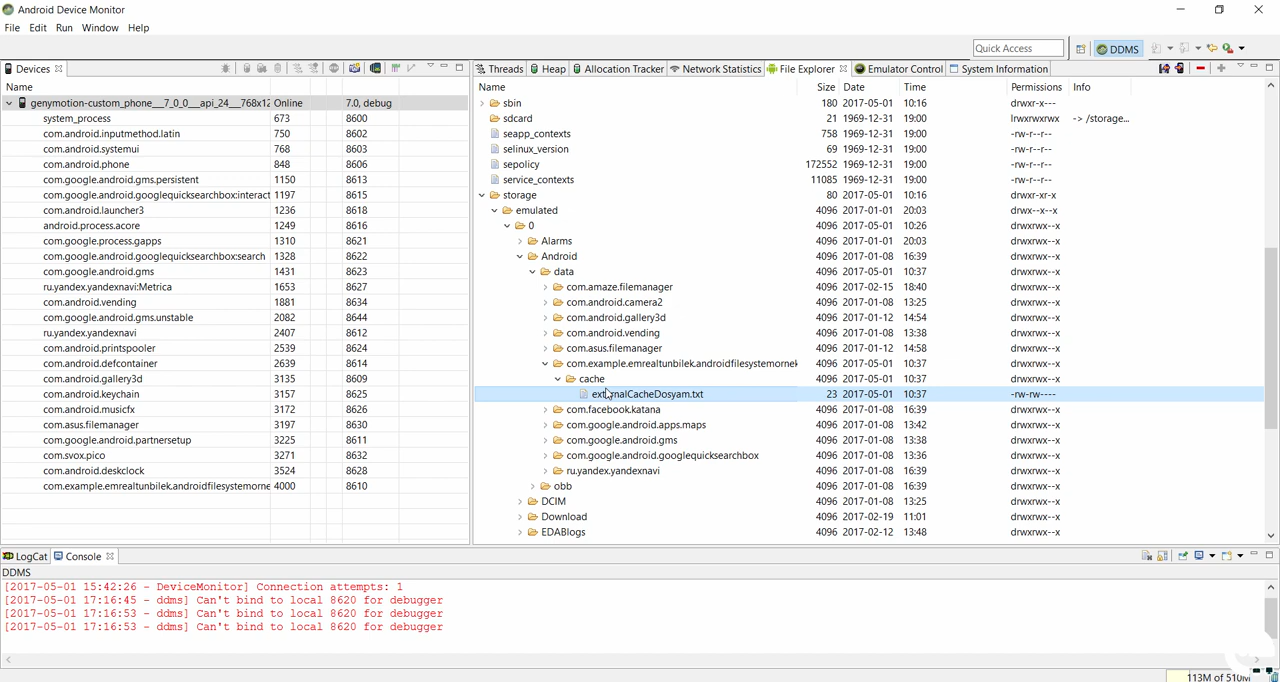 Android Device Monitor
File Edit Run Window Help
Quick Access DDMS
Devices
Name
genymotion-custom_phone__7_0_0__api_24__768x12 Online 7.0, debug
system_process 673 8600
com.android.inputmethod.latin 750 8602
com.android.systemui 768 8603
com.android.phone 848 8606
com.google.android.gms.persistent 1150 8613
com.google.android.googlequicksearchbox:interact 1197 8615
com.android.launcher3 1236 8618
android.process.acore 1249 8616
com.google.process.gapps 1310 8621
com.google.android.googlequicksearchbox:search 1328 8622
com.google.android.gms 1431 8623
ru.yandex.yandexnavi:Metrica 1653 8627
com.android.vending 1881 8634
com.google.android.gms.unstable 2082 8644
ru.yandex.yandexnavi 2407 8612
com.android.printspooler 2539 8624
com.android.defcontainer 2639 8614
com.android.gallery3d 3135 8609
com.android.keychain 3157 8625
com.android.musicfx 3172 8626
com.asus.filemanager 3197 8630
com.google.android.partnersetup 3225 8611
com.svox.pico 3271 8632
com.android.deskclock 3524 8628
com.example.emrealtunbilek.androidfilesystemorne 4000 8610
Threads Heap Allocation Tracker Network Statistics File Explorer Emulator Control System Information
Name Size Date Time Permissions Info
sbin 180 2017-05-01 10:16 drwxr-x---
sdcard 21 1969-12-31 19:00 lrwxrwxrwx -> /storage...
seapp_contexts 758 1969-12-31 19:00 -rw-r--r--
selinux_version 69 1969-12-31 19:00 -rw-r--r--
sepolicy 172552 1969-12-31 19:00 -rw-r--r--
service_contexts 11085 1969-12-31 19:00 -rw-r--r--
storage 80 2017-05-01 10:16 drwxr-xr-x
emulated 4096 2017-01-01 20:03 drwx--x--x
0 4096 2017-05-01 10:26 drwxrwx--x
Alarms 4096 2017-01-01 20:03 drwxrwx--x
Android 4096 2017-01-08 16:39 drwxrwx--x
data 4096 2017-05-01 10:37 drwxrwx--x
com.amaze.filemanager 4096 2017-02-15 18:40 drwxrwx--x
com.android.camera2 4096 2017-01-08 13:25 drwxrwx--x
com.android.gallery3d 4096 2017-01-12 14:54 drwxrwx--x
com.android.vending 4096 2017-01-08 13:38 drwxrwx--x
com.asus.filemanager 4096 2017-01-12 14:58 drwxrwx--x
com.example.emrealtunbilek.androidfilesystemornek 4096 2017-05-01 10:37 drwxrwx--x
cache 4096 2017-05-01 10:37 drwxrwx--x
externalCacheDosyam.txt 23 2017-05-01 10:37 -rw-rw----
com.facebook.katana 4096 2017-01-08 16:39 drwxrwx--x
com.google.android.apps.maps 4096 2017-01-08 13:42 drwxrwx--x
com.google.android.gms 4096 2017-01-08 13:38 drwxrwx--x
com.google.android.googlequicksearchbox 4096 2017-01-08 13:36 drwxrwx--x
ru.yandex.yandexnavi 4096 2017-01-08 16:39 drwxrwx--x
obb 4096 2017-01-08 16:39 drwxrwx--x
DCIM 4096 2017-01-08 13:25 drwxrwx--x
Download 4096 2017-02-19 11:01 drwxrwx--x
EDABlogs 4096 2017-02-12 13:48 drwxrwx--x
LogCat Console
DDMS
[2017-05-01 15:42:26 - DeviceMonitor] Connection attempts: 1
[2017-05-01 17:16:45 - ddms] Can't bind to local 8620 for debugger
[2017-05-01 17:16:53 - ddms] Can't bind to local 8620 for debugger
[2017-05-01 17:16:53 - ddms] Can't bind to local 8620 for debugger
113M of 510M